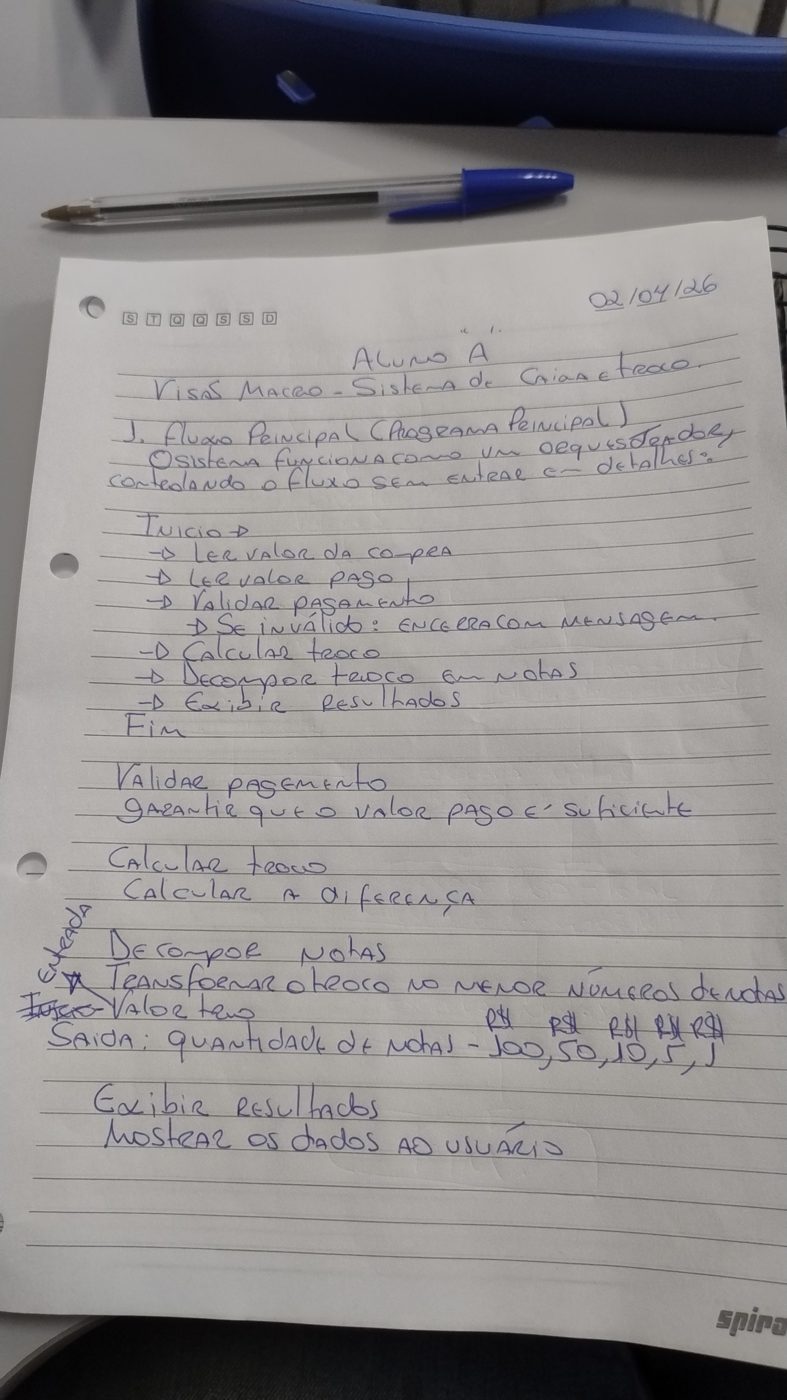 02/04/26
S T Q Q S S D
ALUNO "A"
VISÃO MACRO - SISTEMA de CAIXA E troco.
1. Fluxo PRINCIPAL (PROGRAMA PRINCIPAL)
O SISTEMA FUNCIONA COMO UM ORQUESTRADOR,
CONTROLANDO O FLUXO SEM ENTRAR EM detALHES:
INICIO →
→ LER VALOR DA COMPRA
→ LER VALOR PAGO
→ VALIDAR PAGAMENTO
→ SE INVÁLIDO: ENCERRA COM MENSAGEM.
→ CALCULAR troco
→ DECOMPOR TROCO EM NOTAS
→ EXIBIR RESULTADOS
FIM
VALIDAR PAGEMENTO
GARANTIR QUE O VALOR PAGO É SUFICIENTE
CALCULAR troco
CALCULAR A DIFERENÇA
DECOMPOR NOTAS
TRANSFORMAR O TROCO NO MENOR NÚMEROS DE NOTAS
ENTRADA
VALOR troco
SAIDA: QUANTIDADE DE NOTAS - R$100, R$50, R$10, R$5, R$1
EXIBIR RESULTADOS
MOSTRAR OS DADOS AO USUÁRIO